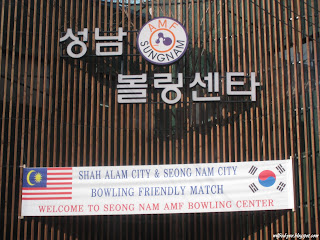 성남
AMF
SUNGNAM
볼링센타
SHAH ALAM CITY & SEONG NAM CITY
BOWLING FRIENDLY MATCH
WELCOME TO SEONG NAM AMF BOWLING CENTER